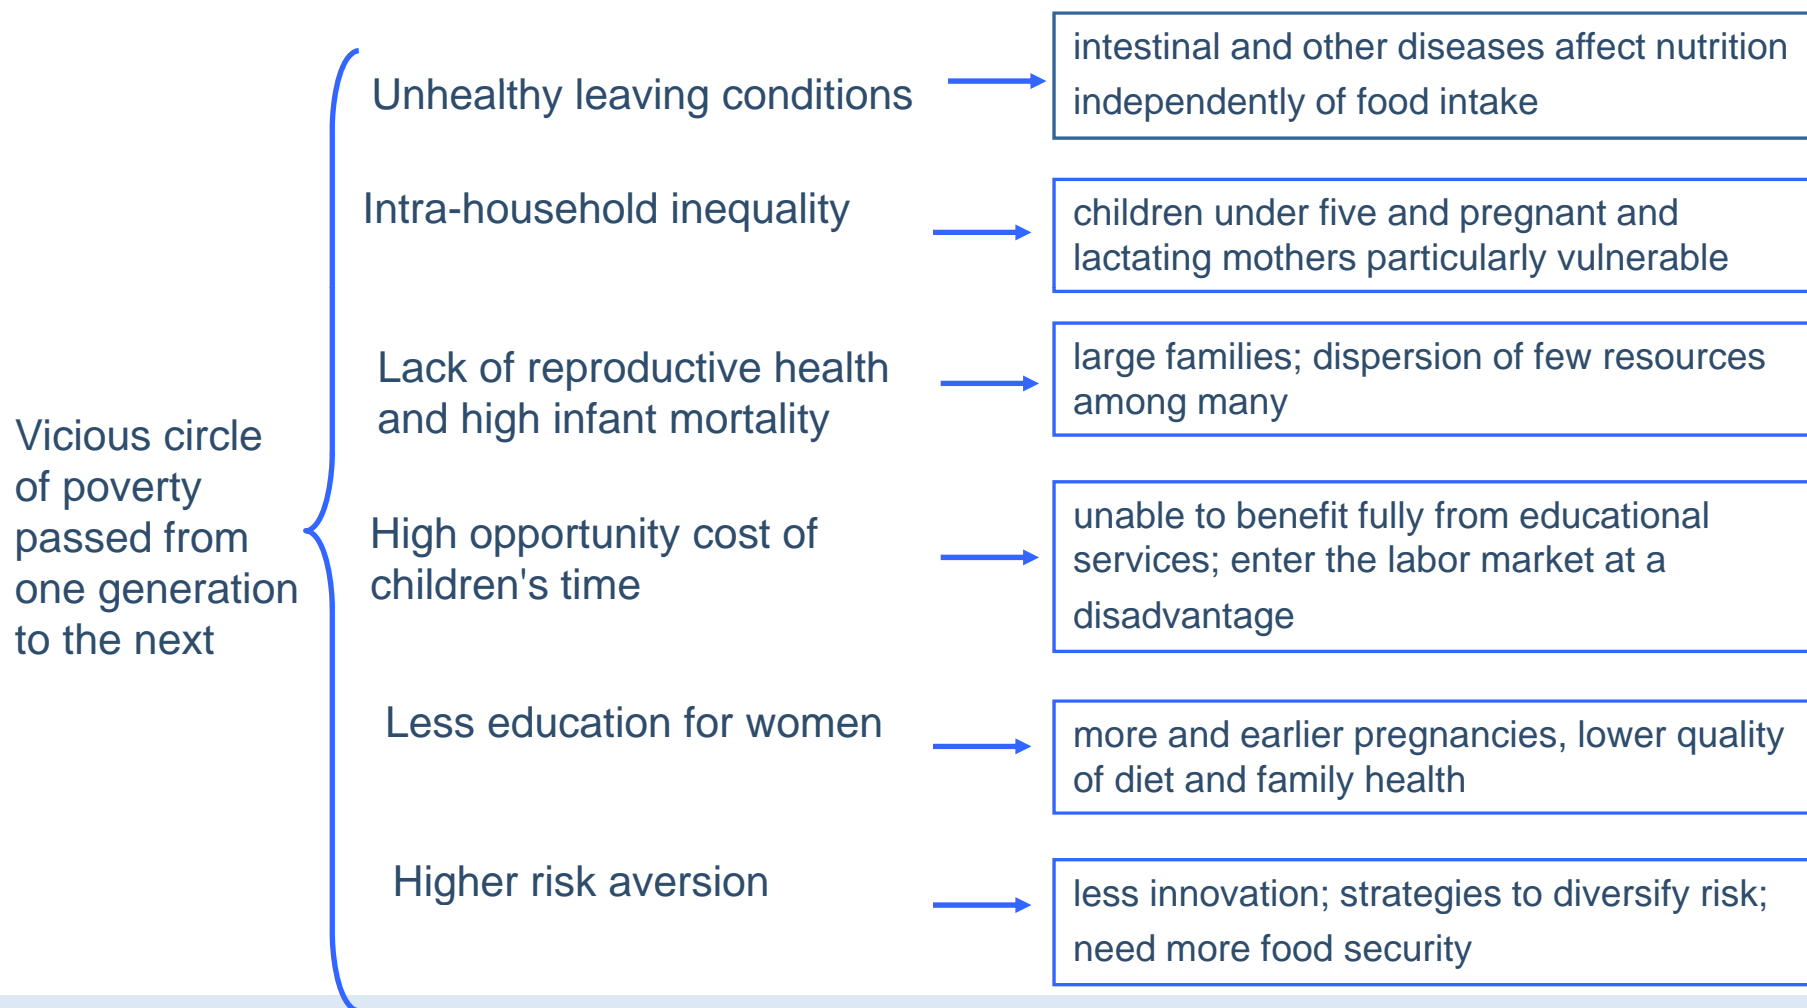 Vicious circle
of poverty
passed from
one generation
to the next
Unhealthy leaving conditions
intestinal and other diseases affect nutrition
independently of food intake
Intra-household inequality
children under five and pregnant and
lactating mothers particularly vulnerable
Lack of reproductive health
and high infant mortality
large families; dispersion of few resources
among many
High opportunity cost of
children's time
unable to benefit fully from educational
services; enter the labor market at a
disadvantage
Less education for women
more and earlier pregnancies, lower quality
of diet and family health
Higher risk aversion
less innovation; strategies to diversify risk;
need more food security